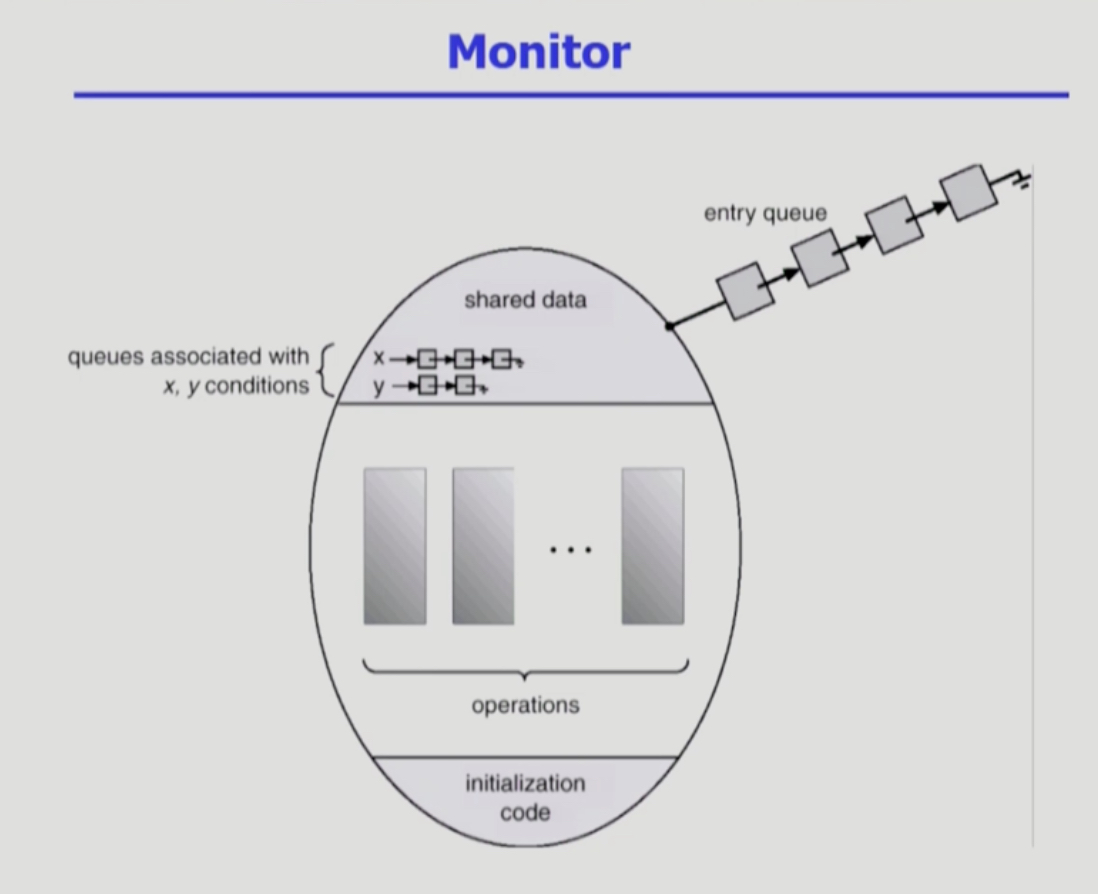 Monitor
entry queue
shared data
queues associated with
x, y conditions
x
y
...
operations
initialization
code